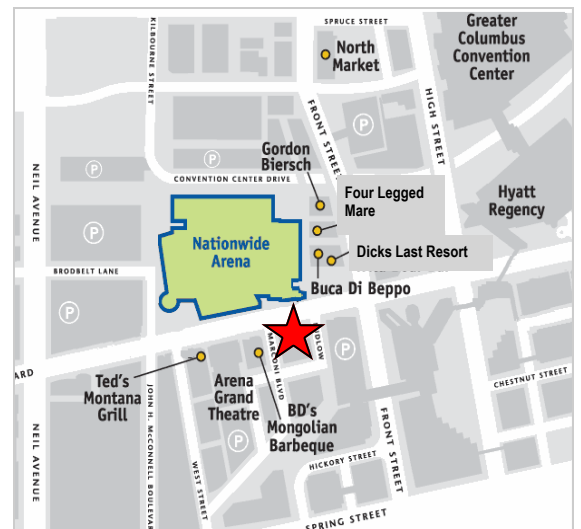 SPRUCE STREET
Greater
Columbus
Convention
Center
KILBOURNE STREET
North
Market
FRONT STREET
HIGH STREET
P
Gordon
Biersch
P
P
CONVENTION CENTER DRIVE
NEIL AVENUE
Four Legged
Mare
Hyatt
Regency
P
Nationwide
Arena
Dicks Last Resort
BRODBELT LANE
Buca Di Beppo
P
MARCONI BLVD
P
ARD
Ted's
Montana
Grill
Arena
Grand
Theatre
CHESTNUT STREET
BD's
Mongolian
Barbeque
JOHN H. MCCONNELL BOULEVAR
FRONT STREET
NEIL AVENUE
P
HICKORY STREET
WEST STREET
SPRING STREET